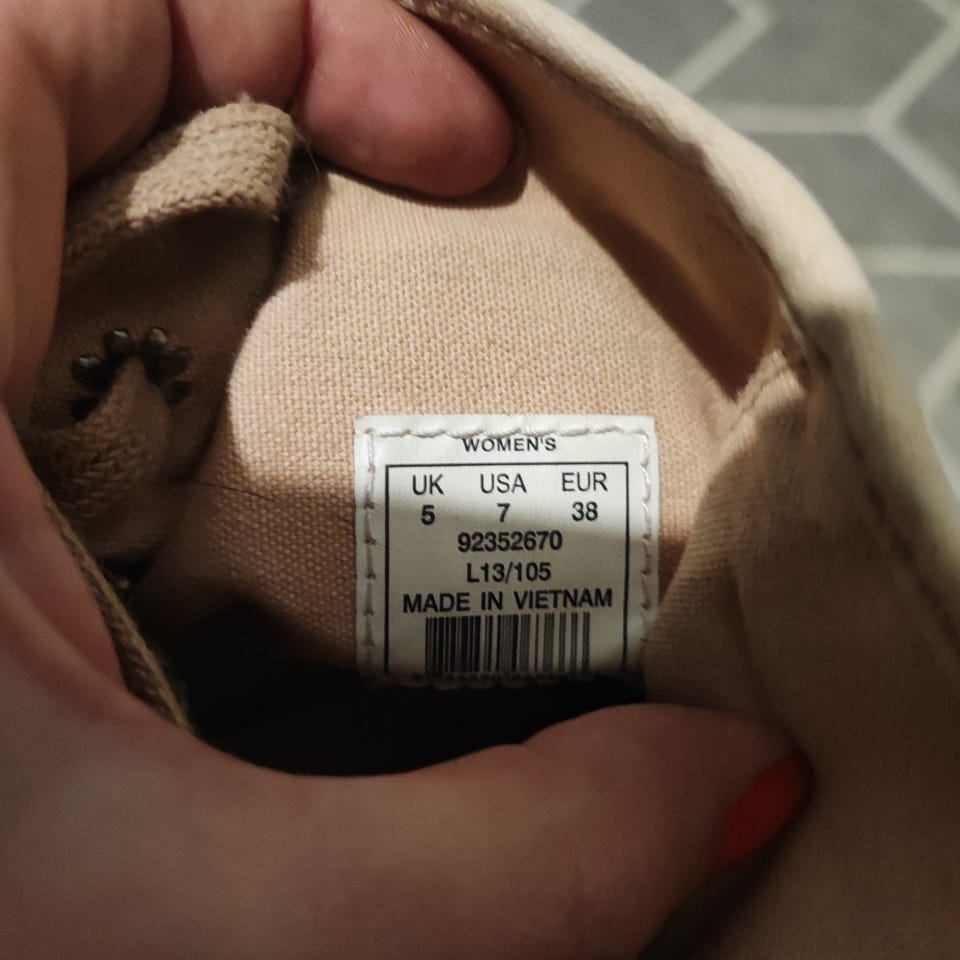 WOMEN'S
UK USA EUR
5 7 38
92352670
L13/105
MADE IN VIETNAM